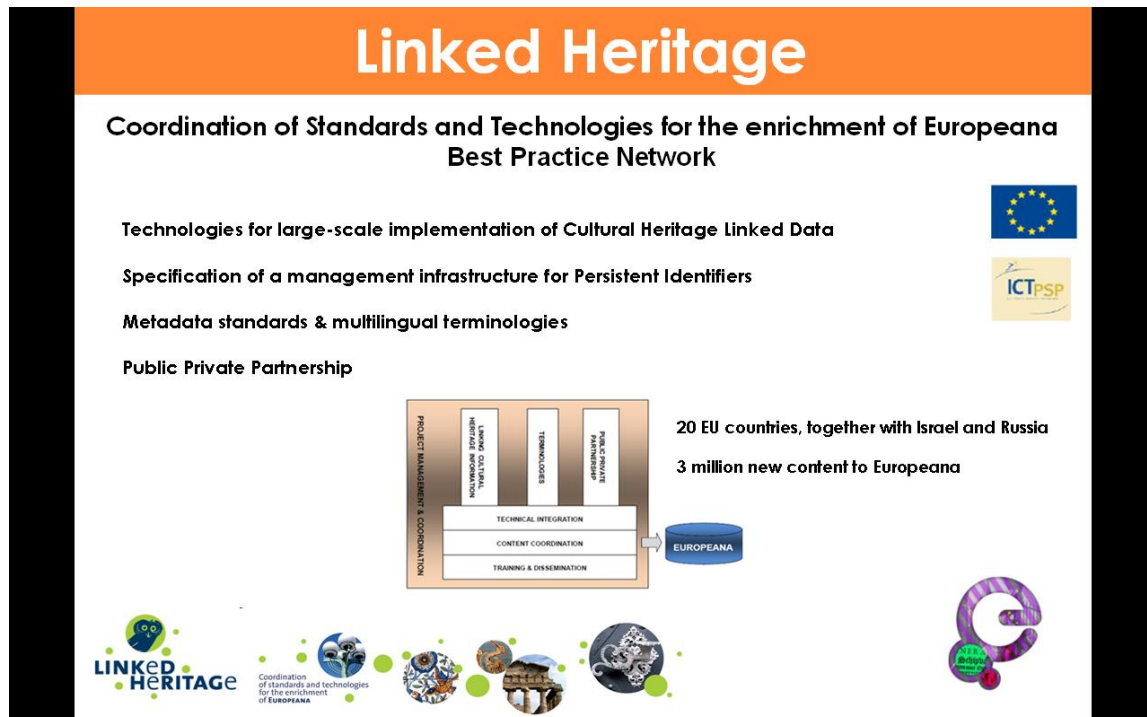 Linked Heritage
Coordination of Standards and Technologies for the enrichment of Europeana
Best Practice Network
Technologies for large-scale implementation of Cultural Heritage Linked Data
Specification of a management infrastructure for Persistent Identifiers
ICTPSP
Metadata standards & multilingual terminologies
Public Private Partnership
PROJECT MANAGEMENT & COORDINATION
LINKING CULTURAL
HERITAGE INFORMATION
TERMINOLOGIES
PUBLIC PRIVATE
PARTNERSHIP
TECHNICAL INTEGRATION
CONTENT COORDINATION
TRAINING & DISSEMINATION
EUROPEANA
20 EU countries, together with Israel and Russia
3 million new content to Europeana
LINKeD
HeRITAGe
Coordination
of standards and technologies
for the enrichment
of EUROPEANA